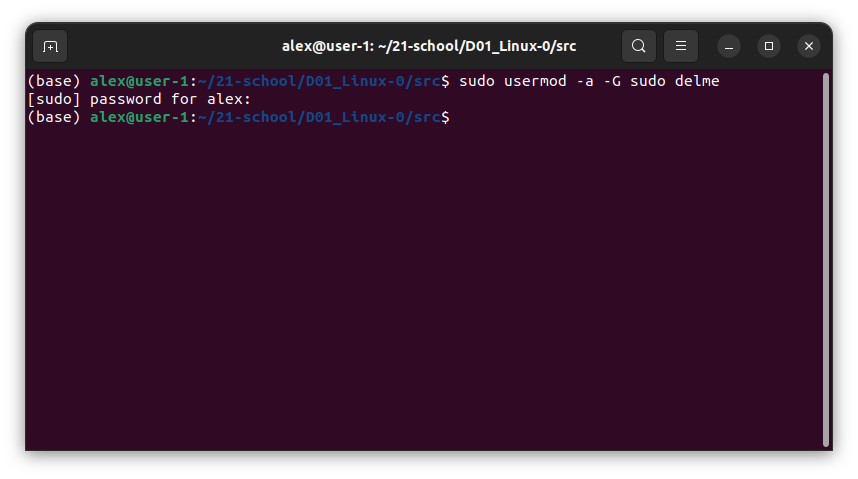 alex@user-1: ~/21-school/D01_Linux-0/src
(base) alex@user-1:~/21-school/D01_Linux-0/src$ sudo usermod -a -G sudo delme
[sudo] password for alex:
(base) alex@user-1:~/21-school/D01_Linux-0/src$